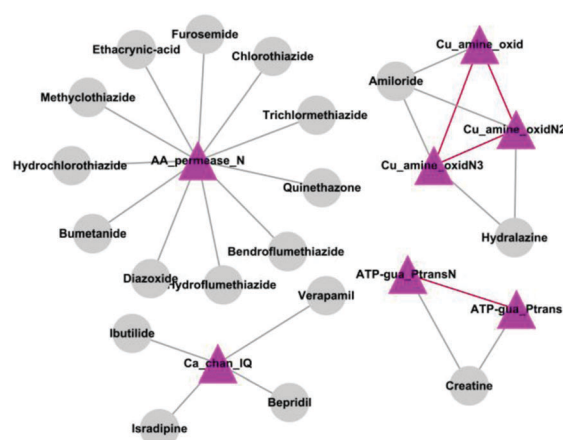 Furosemide
Cu_amine_oxid
Ethacrynic-acid
Chlorothiazide
Amiloride
Methyclothiazide
Trichlormethiazide
Cu_amine_oxidN2
Hydrochlorothiazide
AA_permease_N
Cu_amine_oxidN3
Quinethazone
Bumetanide
Hydralazine
Bendroflumethiazide
Diazoxide
Hydroflumethiazide
ATP-gua_PtransN
Verapamil
ATP-gua_Ptrans
Ibutilide
Ca_chan_IQ
Creatine
Bepridil
Isradipine